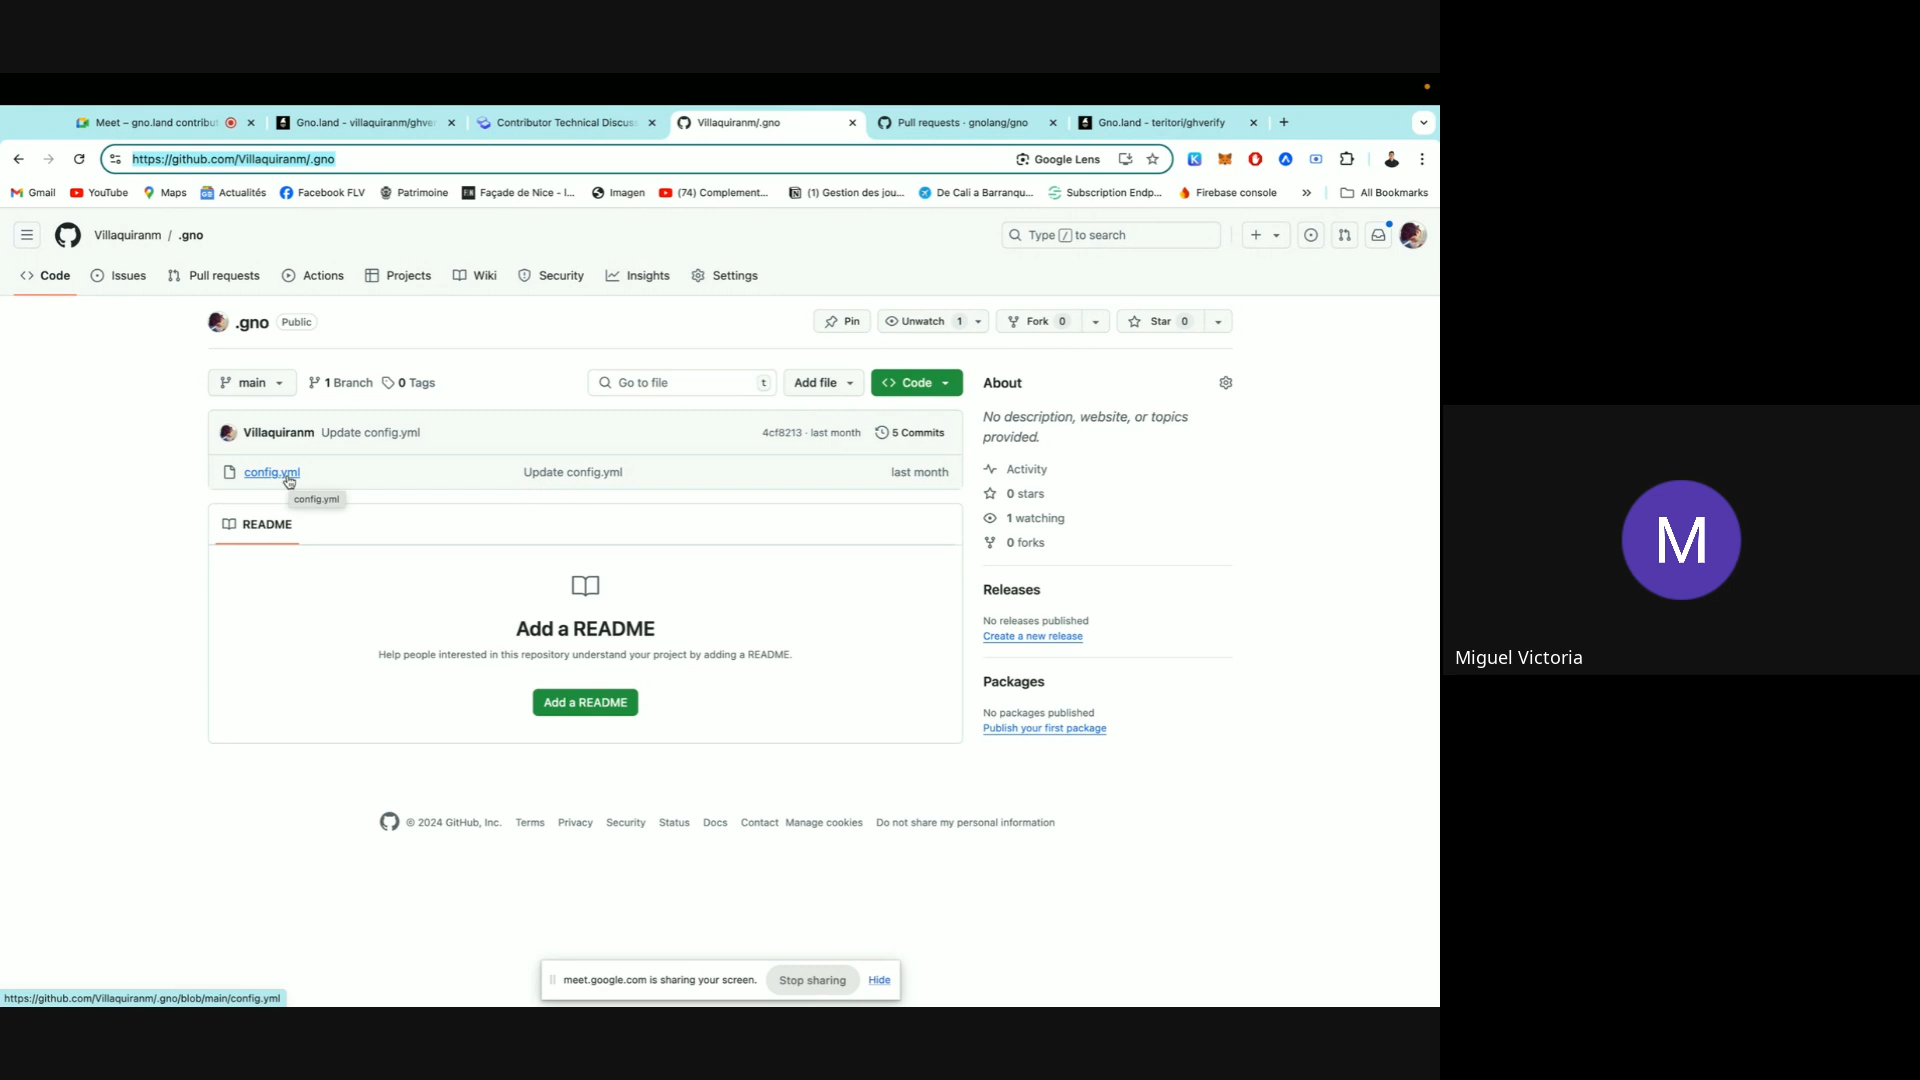 Meet – gno.land contribut
Gno.land - villaquiranm/ghver
Contributor Technical Discus
Villaquiranm/.gno
Pull requests · gnolang/gno
Gno.land - teritori/ghverify
https://github.com/Villaquiranm/.gno
Google Lens
Gmail
YouTube
Maps
Actualités
Facebook FLV
Patrimoine
Façade de Nice - I...
Imagen
(74) Complement...
(1) Gestion des jou...
De Cali a Barranqu...
Subscription Endp...
Firebase console
»
All Bookmarks
Villaquiranm / .gno
Type / to search
Code
Issues
Pull requests
Actions
Projects
Wiki
Security
Insights
Settings
.gno Public
Pin
Unwatch 1
Fork 0
Star 0
main
1 Branch
0 Tags
Go to file
t
Add file
Code
Villaquiranm Update config.yml
4cf8213 · last month
5 Commits
config.yml
Update config.yml
last month
config.yml
README
Add a README
Help people interested in this repository understand your project by adding a README.
Add a README
About
No description, website, or topics
provided.
Activity
0 stars
1 watching
0 forks
Releases
No releases published
Create a new release
Packages
No packages published
Publish your first package
© 2024 GitHub, Inc.
Terms
Privacy
Security
Status
Docs
Contact
Manage cookies
Do not share my personal information
meet.google.com is sharing your screen.
Stop sharing
Hide
https://github.com/Villaquiranm/.gno/blob/main/config.yml
M
Miguel Victoria